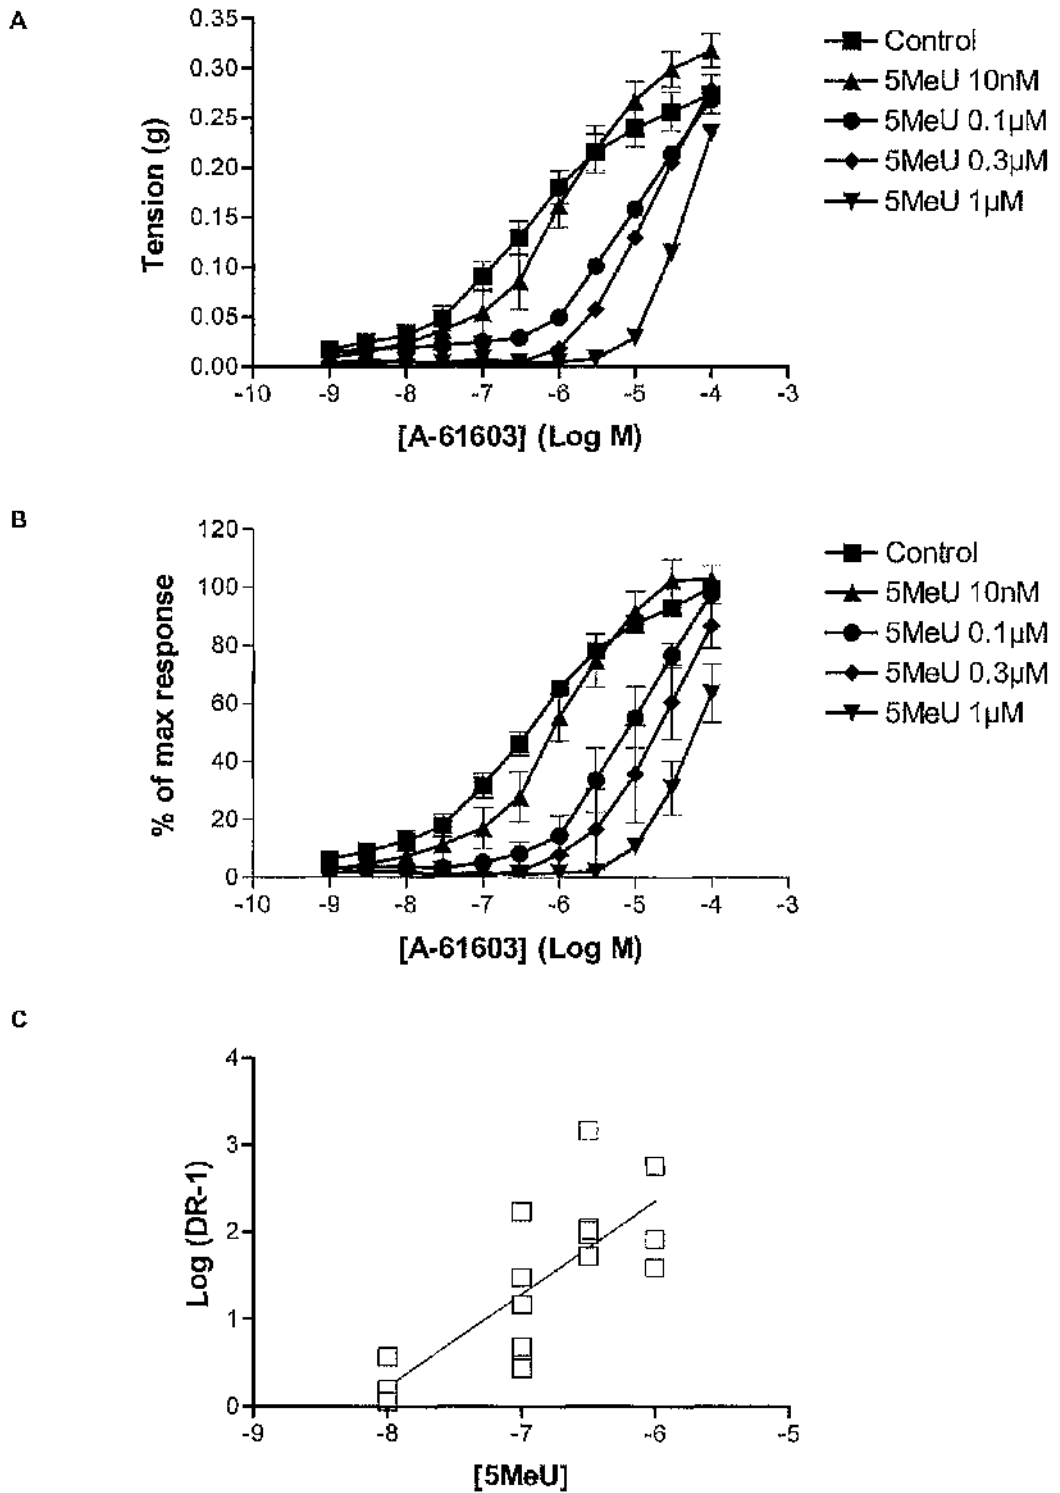 A
0.35
0.30
0.25
0.20
0.15
0.10
0.05
0.00
Tension (g)
-10 -9 -8 -7 -6 -5 -4 -3
[A-61603] (Log M)
Control
5MeU 10nM
5MeU 0.1µM
5MeU 0.3µM
5MeU 1µM
B
120
100
80
60
40
20
0
% of max response
-10 -9 -8 -7 -6 -5 -4 -3
[A-61603] (Log M)
Control
5MeU 10nM
5MeU 0.1µM
5MeU 0.3µM
5MeU 1µM
C
4
3
2
1
0
Log (DR-1)
-9 -8 -7 -6 -5
[5MeU]